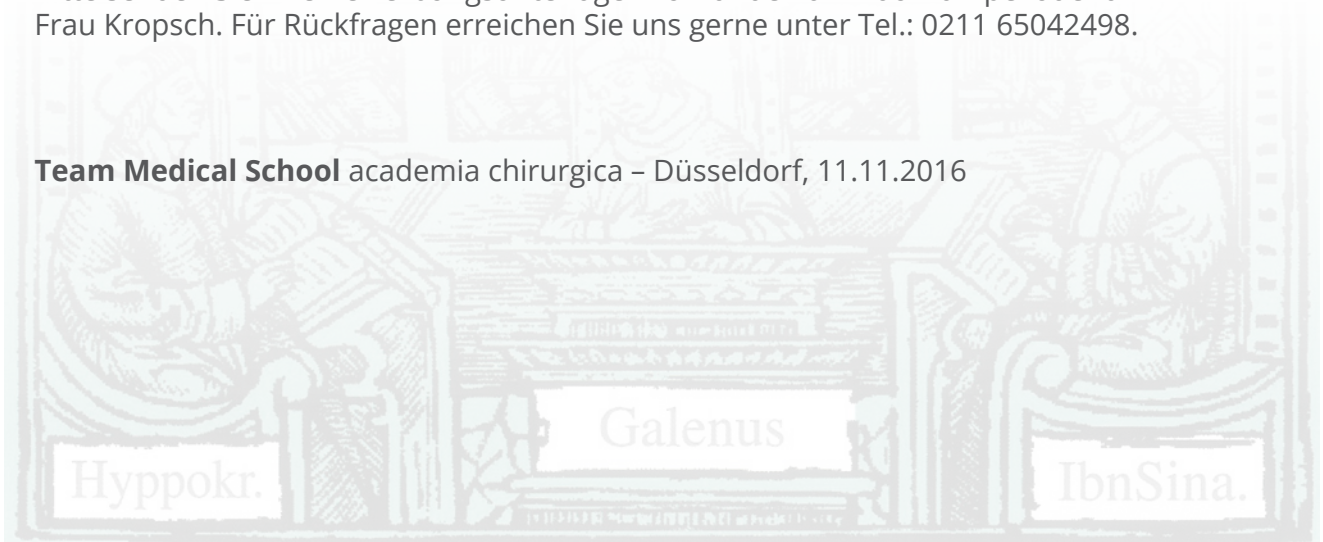 Frau Kropsch. Für Rückfragen erreichen Sie uns gerne unter Tel.: 0211 65042498.
Team Medical School academia chirurgica – Düsseldorf, 11.11.2016
Galenus
Hyppokr.
IbnSina.